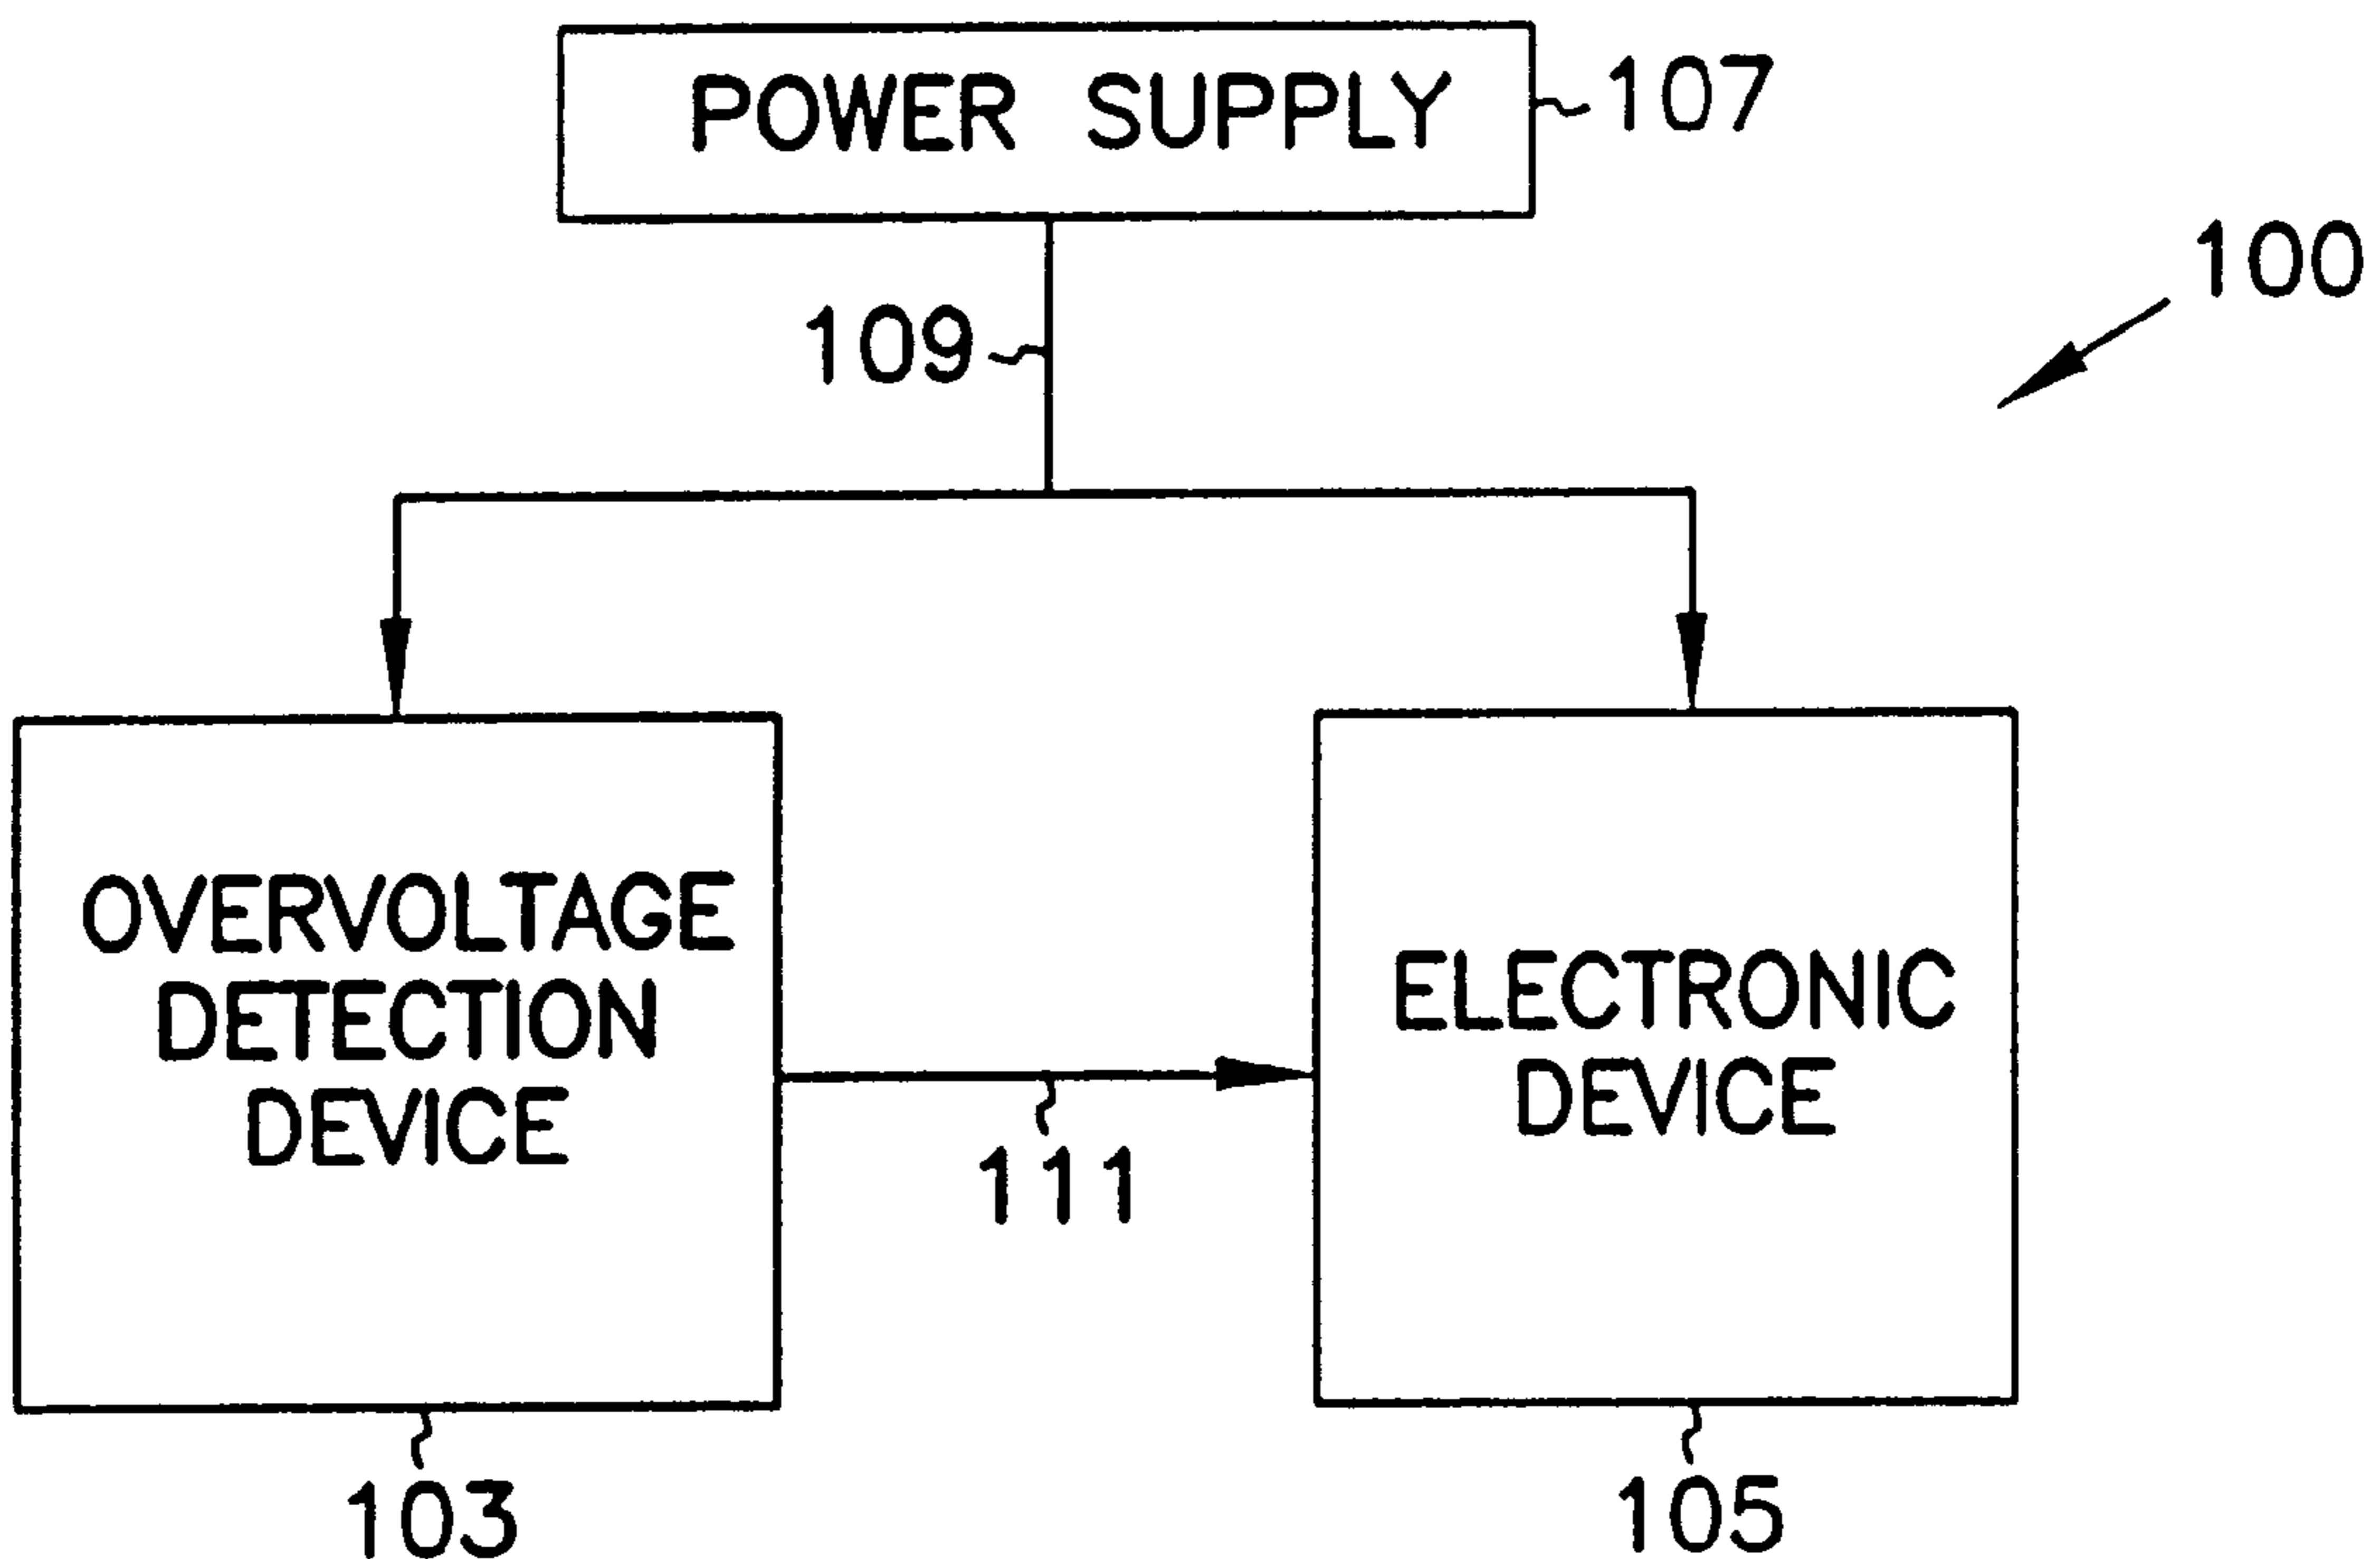 POWER SUPPLY
107
100
109
OVERVOLTAGE
DETECTION
DEVICE
ELECTRONIC
DEVICE
111
103
105